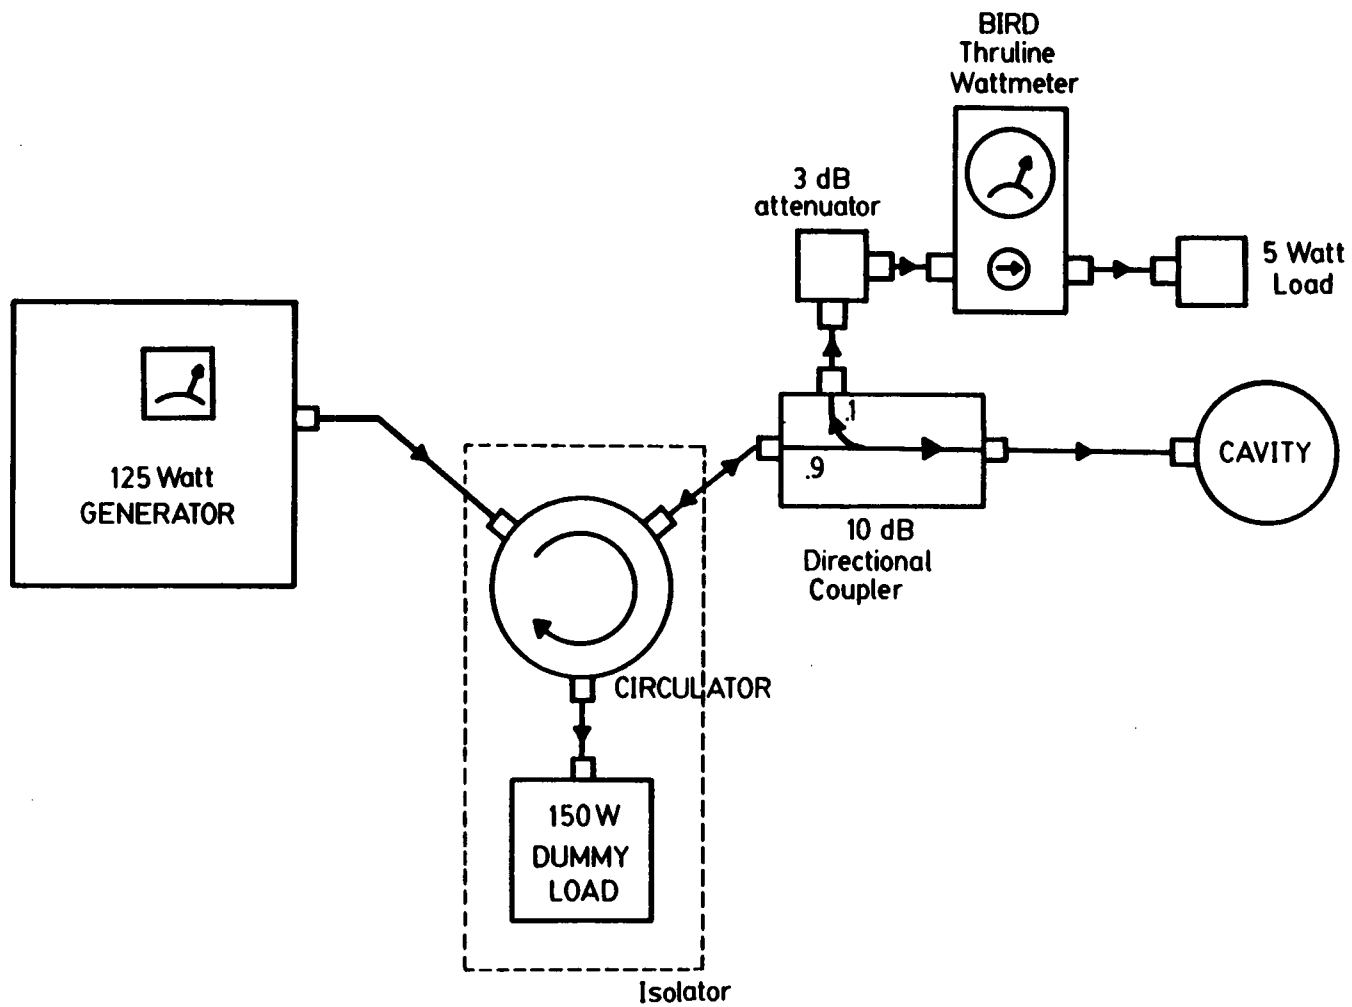 BIRD
Thruline
Wattmeter
3 dB
attenuator
5 Watt
Load
125 Watt
GENERATOR
.1
.9
CAVITY
10 dB
Directional
Coupler
CIRCULATOR
150 W
DUMMY
LOAD
Isolator